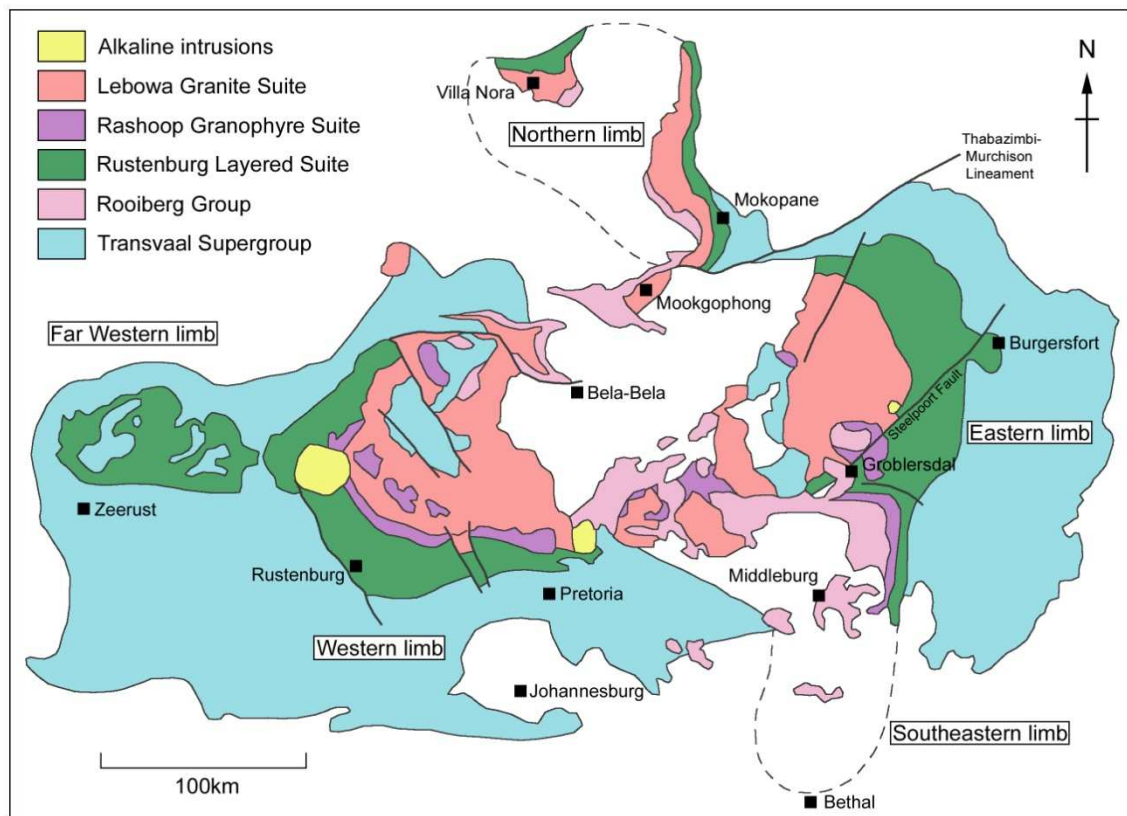 Alkaline intrusions
Lebowa Granite Suite
Rashoop Granophyre Suite
Rustenburg Layered Suite
Rooiberg Group
Transvaal Supergroup
N
Villa Nora
Northern limb
Thabazimbi-
Murchison
Lineament
Mokopane
Mookgophong
Far Western limb
Burgersfort
Bela-Bela
Steelpoort Fault
Eastern limb
Groblersdal
Zeerust
Rustenburg
Pretoria
Middleburg
Western limb
Johannesburg
Southeastern limb
100km
Bethal